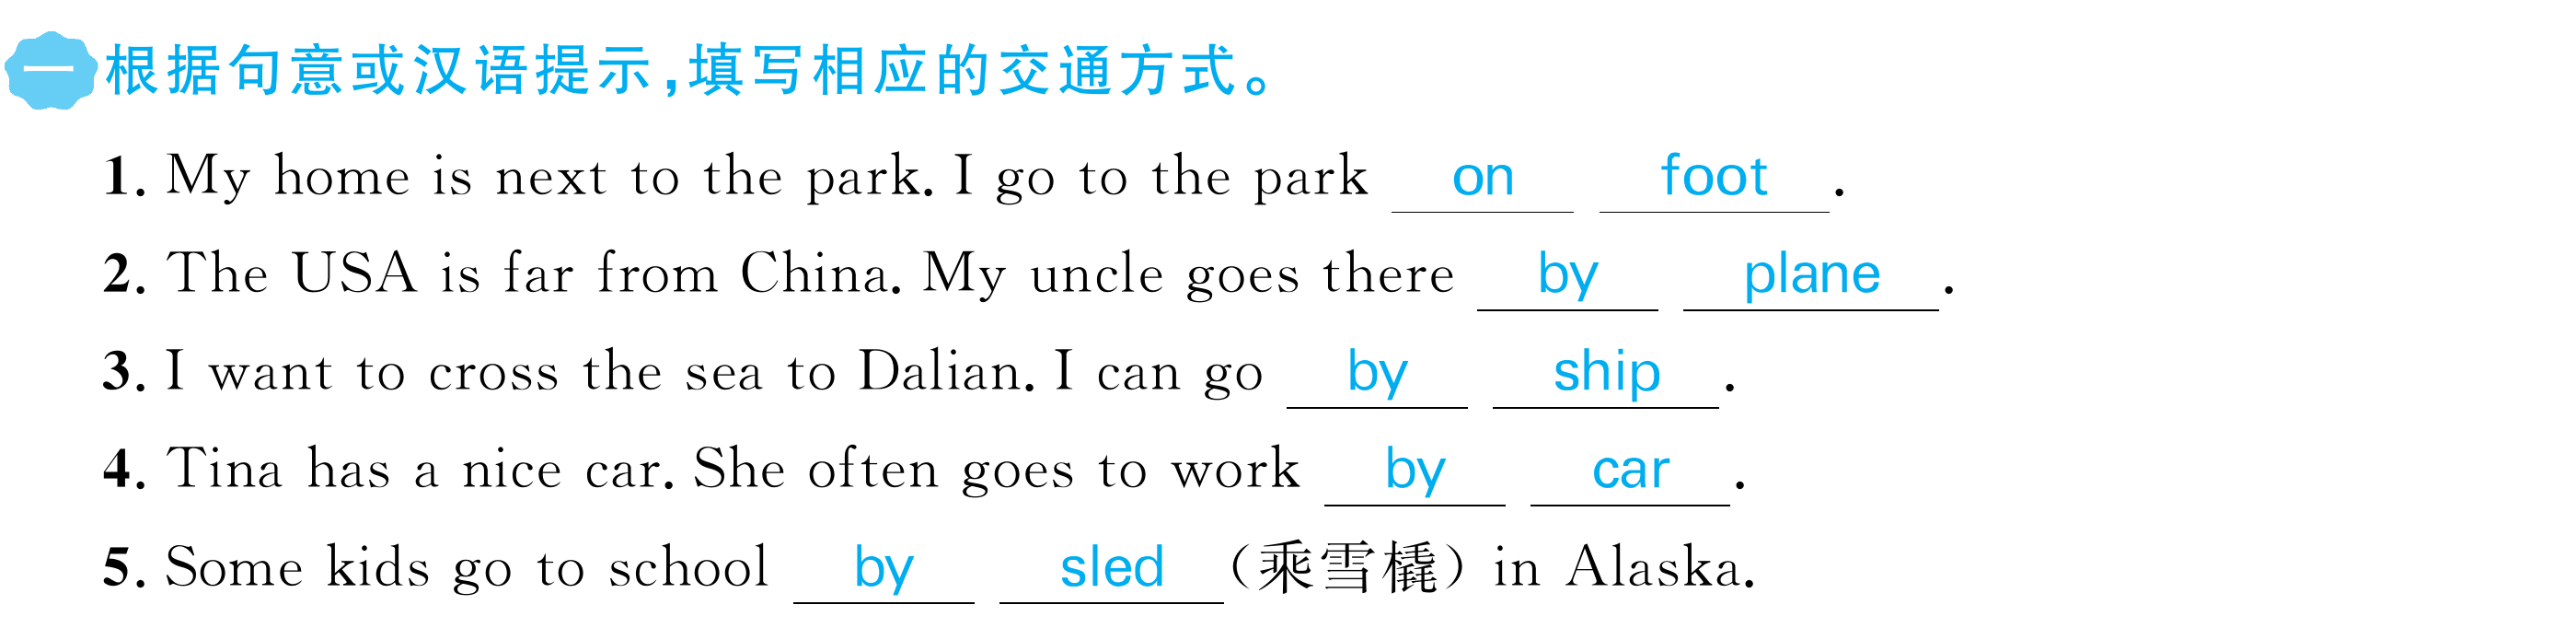 一 根据句意或汉语提示,填写相应的交通方式。
1. My home is next to the park. I go to the park on foot.
2. The USA is far from China. My uncle goes there by plane.
3. I want to cross the sea to Dalian. I can go by ship.
4. Tina has a nice car. She often goes to work by car.
5. Some kids go to school by sled (乘雪橇) in Alaska.